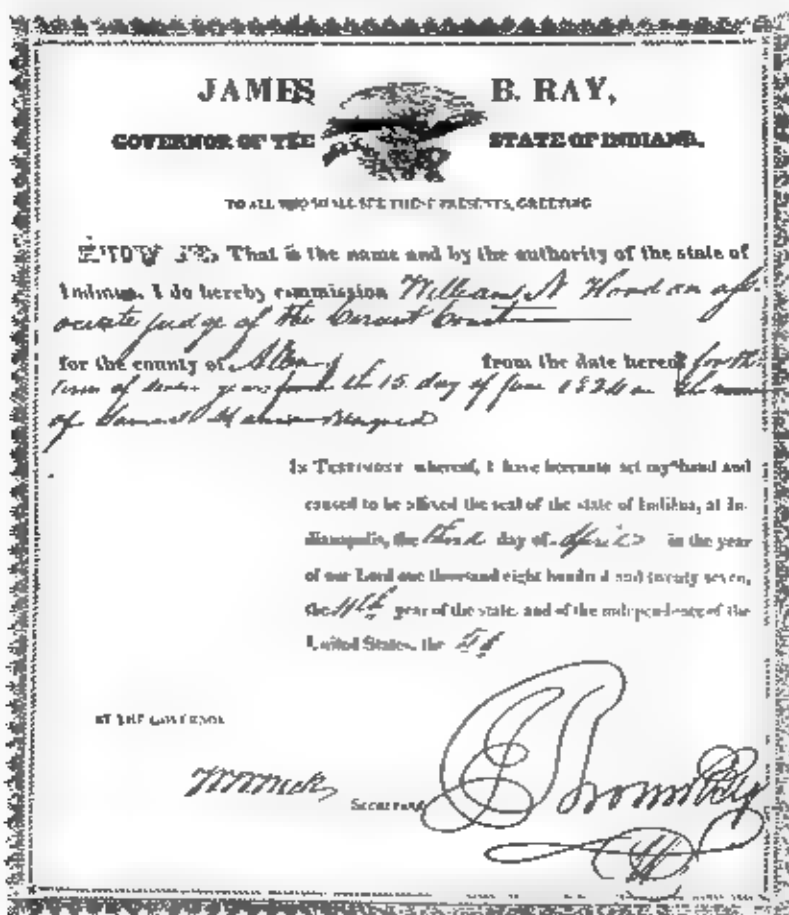 JAMES B. RAY,
GOVERNOR OF THE STATE OF INDIANA.
TO ALL WHO SHALL SEE THESE PRESENTS, GREETING
KNOW YE, That in the name and by the authority of the state of
Indiana, I do hereby commission William N Hood an as-
sociate judge of the Circuit Court
for the county of Allen from the date hereof for the
term of seven years from the 15 day of June 1824
of Samuel Resigned
In Testimony whereof, I have hereunto set my hand and
caused to be affixed the seal of the state of Indiana, at In-
dianapolis, the third day of April in the year
of our Lord one thousand eight hundred and twenty seven,
the 11th year of the state, and of the independence of the
United States, the 51
BY THE GOVERNOR
Secretary